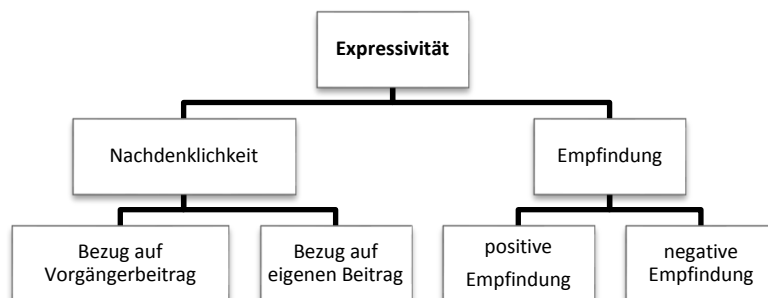 Expressivität
Nachdenklichkeit
Empfindung
Bezug auf
Vorgängerbeitrag
Bezug auf
eigenen Beitrag
positive
Empfindung
negative
Empfindung